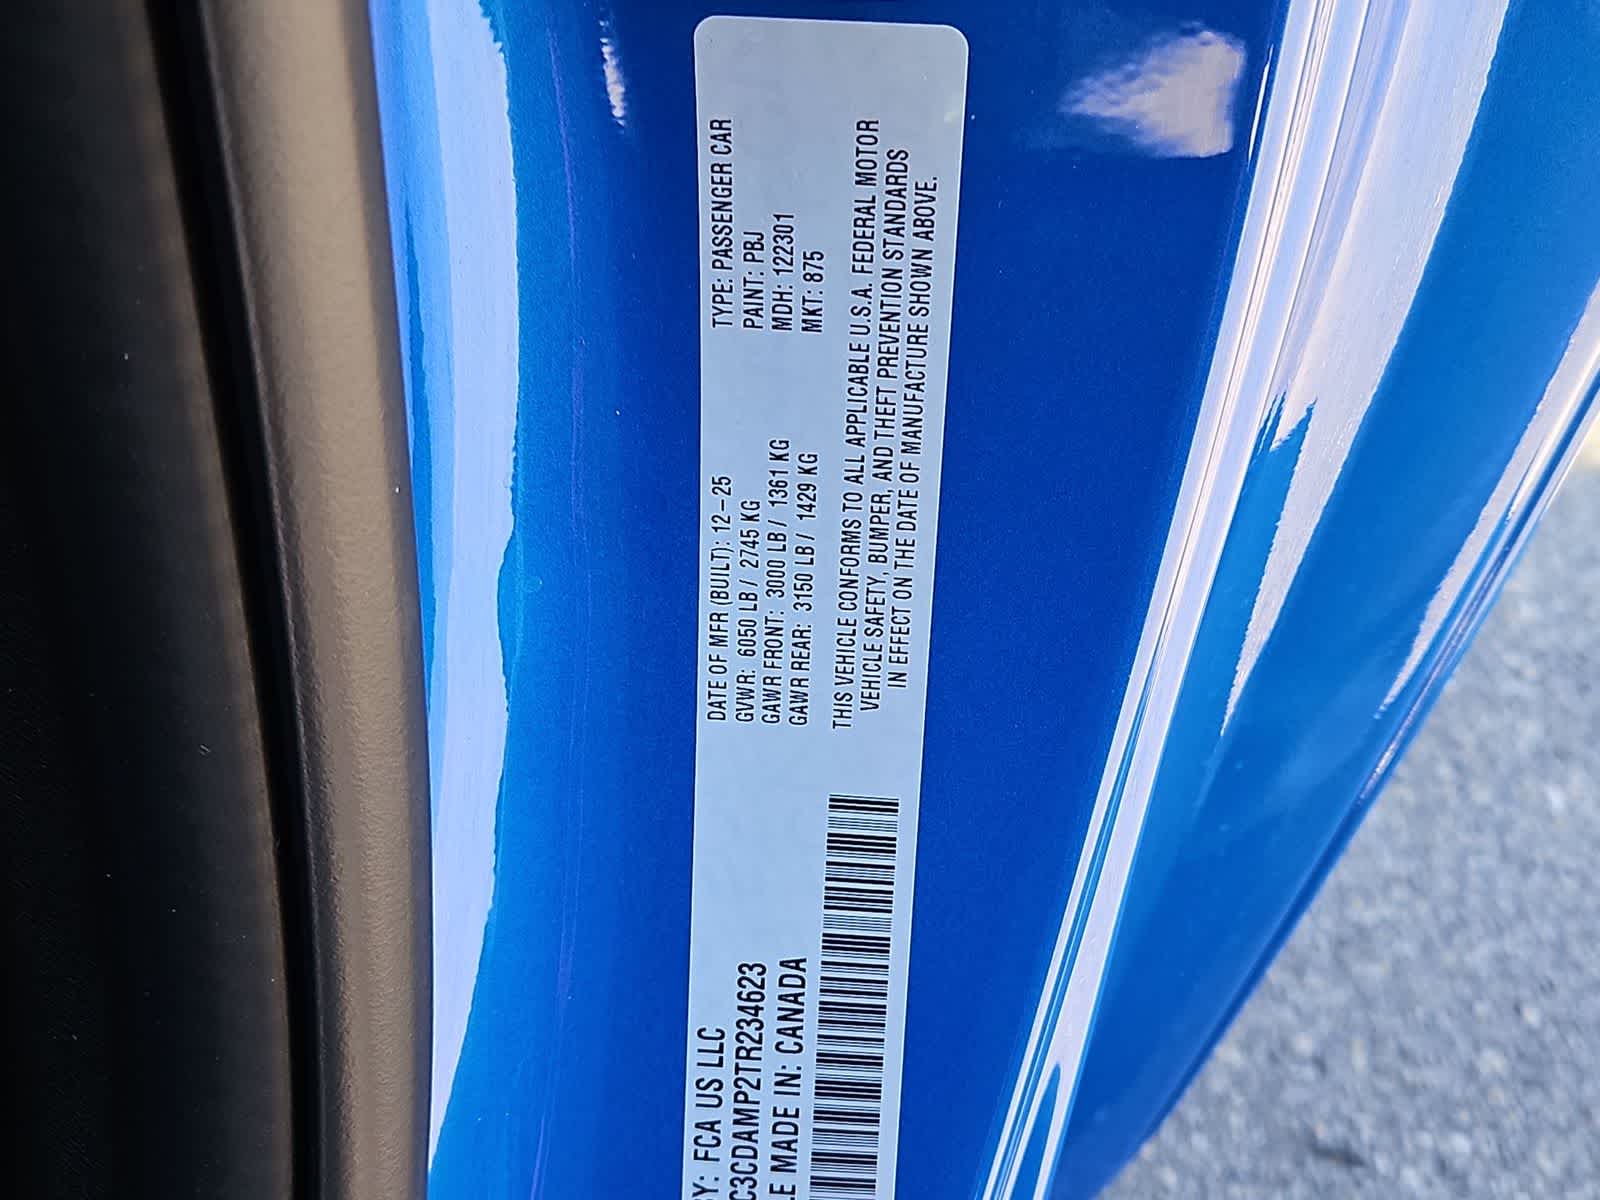 BY: FCA US LLC
C3CDAMP2TR234623
LE MADE IN: CANADA
DATE OF MFR (BUILT): 12-25
GVWR: 6050 LB / 2745 KG
GAWR FRONT: 3000 LB / 1361 KG
GAWR REAR: 3150 LB / 1429 KG
TYPE: PASSENGER CAR
PAINT: PBJ
MDH: 122301
MKT: 875
THIS VEHICLE CONFORMS TO ALL APPLICABLE U.S.A. FEDERAL MOTOR
VEHICLE SAFETY, BUMPER, AND THEFT PREVENTION STANDARDS
IN EFFECT ON THE DATE OF MANUFACTURE SHOWN ABOVE.